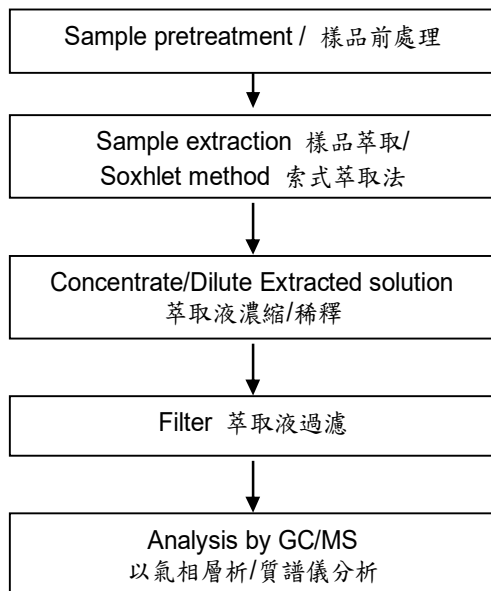 Sample pretreatment / 樣品前處理
Sample extraction 樣品萃取/
Soxhlet method 索式萃取法
Concentrate/Dilute Extracted solution
萃取液濃縮/稀釋
Filter 萃取液過濾
Analysis by GC/MS
以氣相層析/質譜儀分析